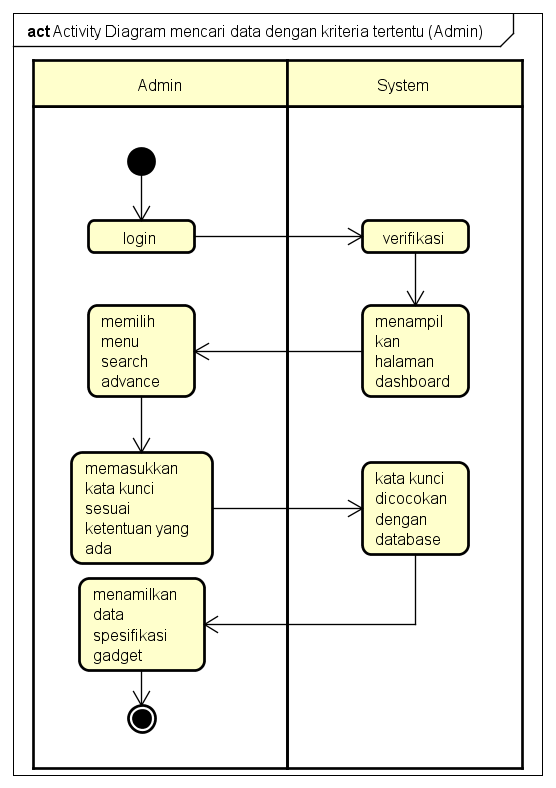 act Activity Diagram mencari data dengan kriteria tertentu (Admin)
Admin
System
login
verifikasi
menampil
kan
halaman
dashboard
memilih
menu
search
advance
memasukkan
kata kunci
sesuai
ketentuan yang
ada
kata kunci
dicocokan
dengan
database
menamilkan
data
spesifikasi
gadget